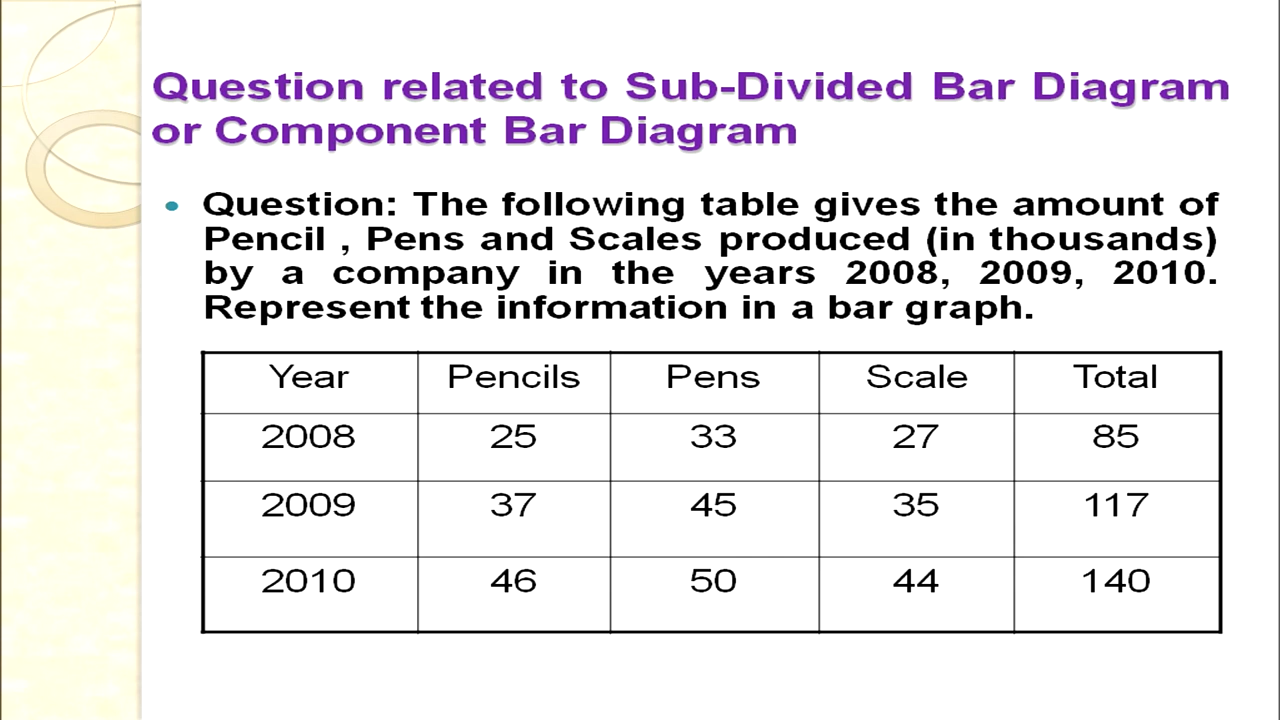 Question related to Sub-Divided Bar Diagram
or Component Bar Diagram
• Question: The following table gives the amount of
Pencil , Pens and Scales produced (in thousands)
by a company in the years 2008, 2009, 2010.
Represent the information in a bar graph.
Year Pencils Pens Scale Total
2008 25 33 27 85
2009 37 45 35 117
2010 46 50 44 140